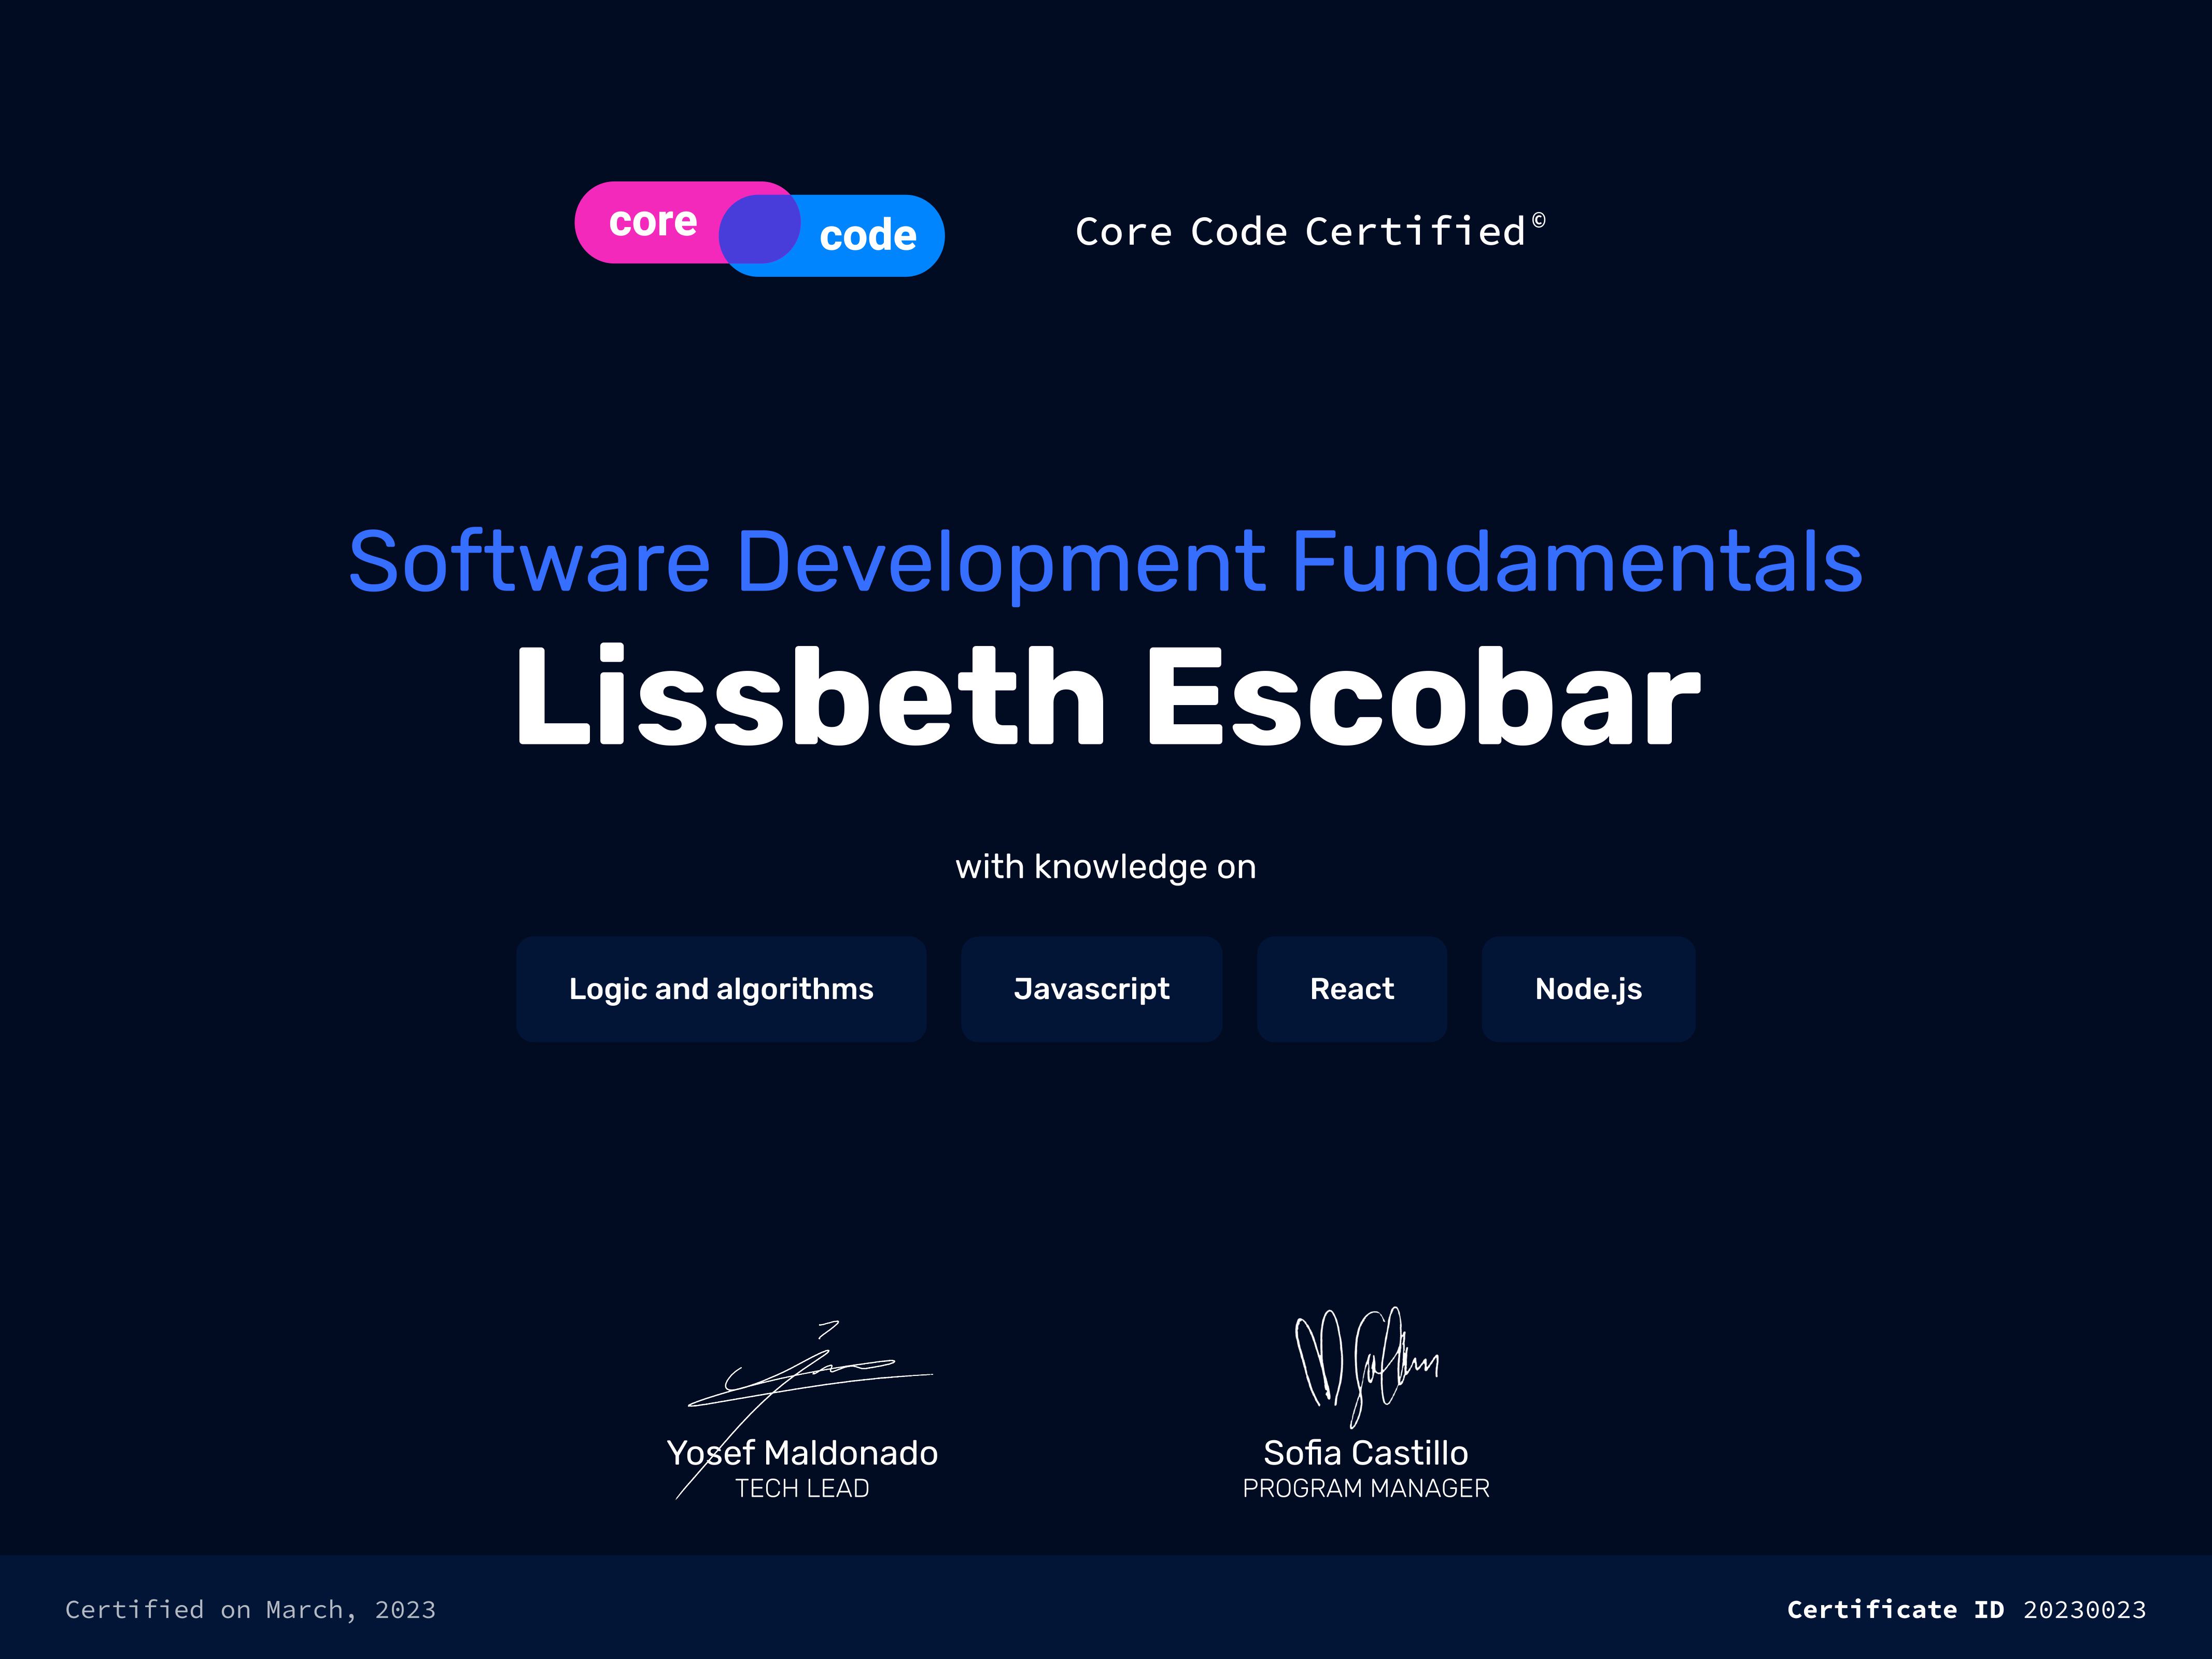 core code
Core Code Certified©
Software Development Fundamentals
Lissbeth Escobar
with knowledge on
Logic and algorithms Javascript React Node.js
Yosef Maldonado Sofia Castillo
TECH LEAD PROGRAM MANAGER
Certified on March, 2023 Certificate ID 20230023